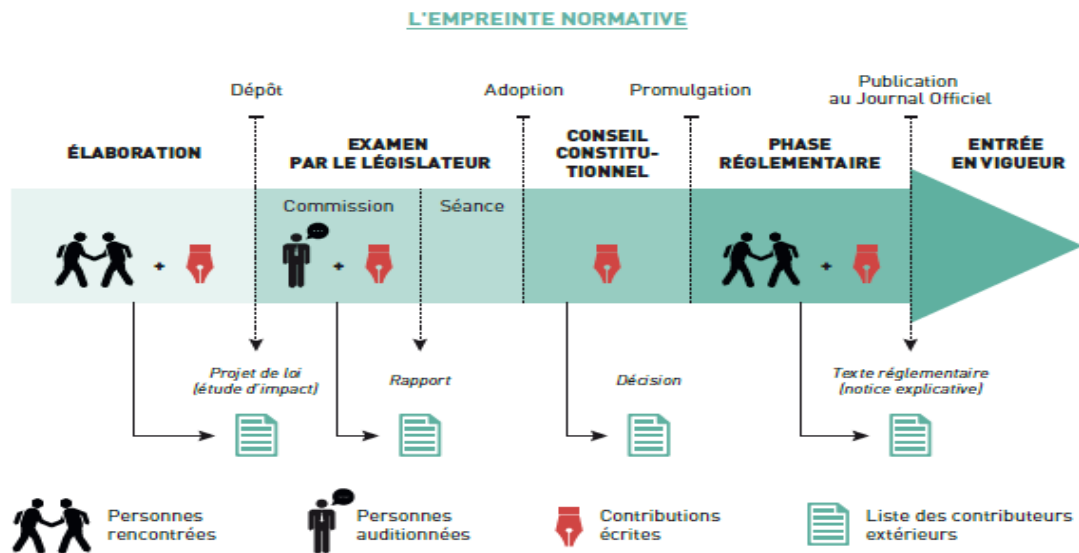 L'EMPREINTE NORMATIVE
Dépôt
Adoption
Promulgation
Publication
au Journal Officiel
ÉLABORATION
EXAMEN
PAR LE LÉGISLATEUR
CONSEIL
CONSTITU-
TIONNEL
PHASE
RÉGLEMENTAIRE
ENTRÉE
EN VIGUEUR
Commission
Séance
+
+
+
Projet de loi
(étude d'impact)
Rapport
Décision
Texte réglementaire
(notice explicative)
Personnes
rencontrées
Personnes
auditionnées
Contributions
écrites
Liste des contributeurs
extérieurs